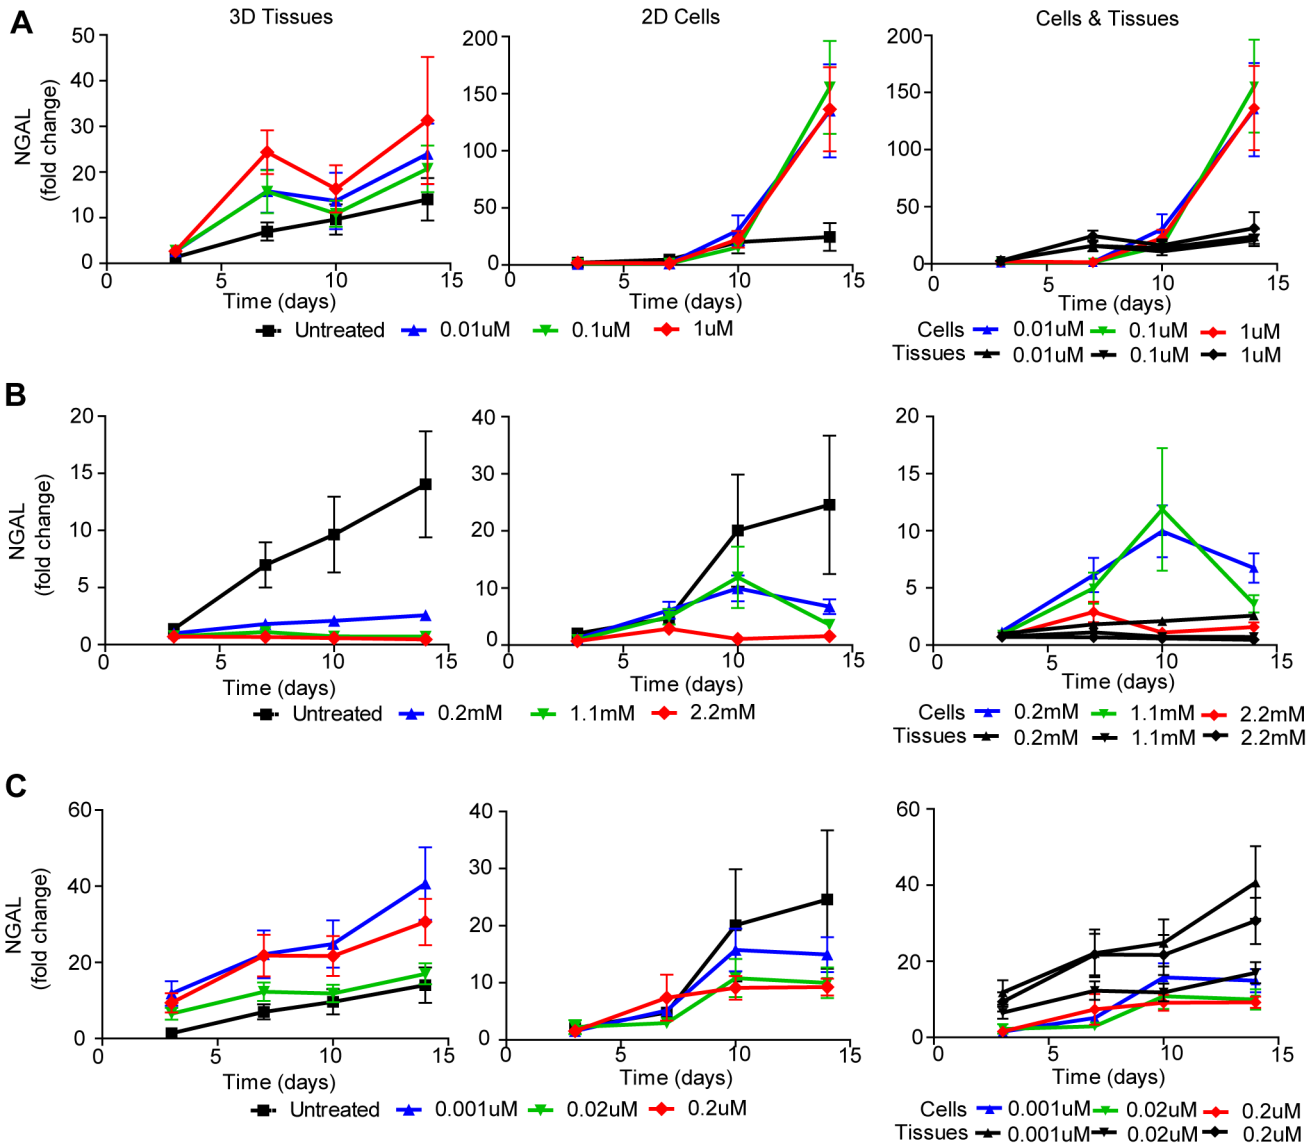 A
3D Tissues
2D Cells
Cells & Tissues
NGAL
(fold change)
50
40
30
20
10
0
0
5
10
15
Time (days)
200
150
100
50
0
0
5
10
15
Time (days)
200
150
100
50
0
0
5
10
15
Time (days)
Untreated 0.01uM 0.1uM 1uM
Cells 0.01uM 0.1uM 1uM
Tissues 0.01uM 0.1uM 1uM
B
NGAL
(fold change)
20
15
10
5
0
0
5
10
15
Time (days)
40
30
20
10
0
0
5
10
15
Time (days)
20
15
10
5
0
0
5
10
15
Time (days)
Untreated 0.2mM 1.1mM 2.2mM
Cells 0.2mM 1.1mM 2.2mM
Tissues 0.2mM 1.1mM 2.2mM
C
NGAL
(fold change)
60
40
20
0
0
5
10
15
Time (days)
40
30
20
10
0
0
5
10
15
Time (days)
60
40
20
0
0
5
10
15
Time (days)
Untreated 0.001uM 0.02uM 0.2uM
Cells 0.001uM 0.02uM 0.2uM
Tissues 0.001uM 0.02uM 0.2uM